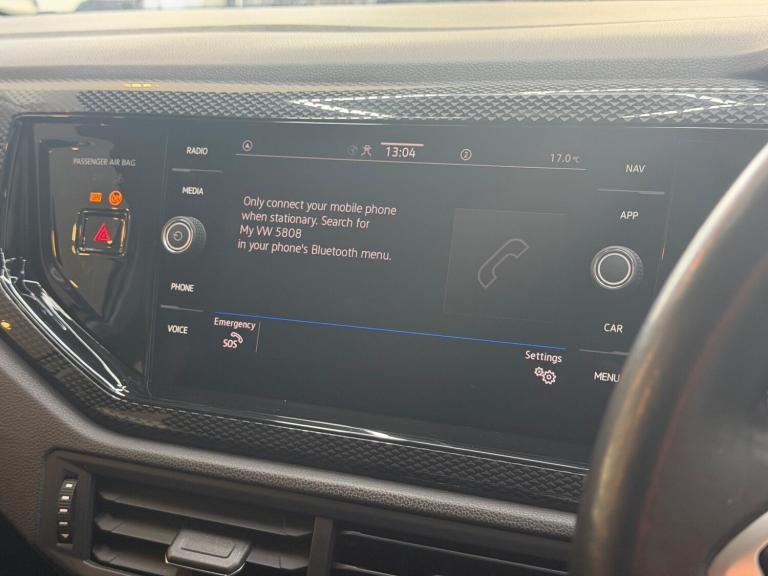 PASSENGER AIR BAG
RADIO
MEDIA
PHONE
VOICE
13:04
2
17.0°C
Only connect your mobile phone
when stationary. Search for
My VW 5808
in your phone's Bluetooth menu.
Emergency
SOS
Settings
NAV
APP
CAR
MENU